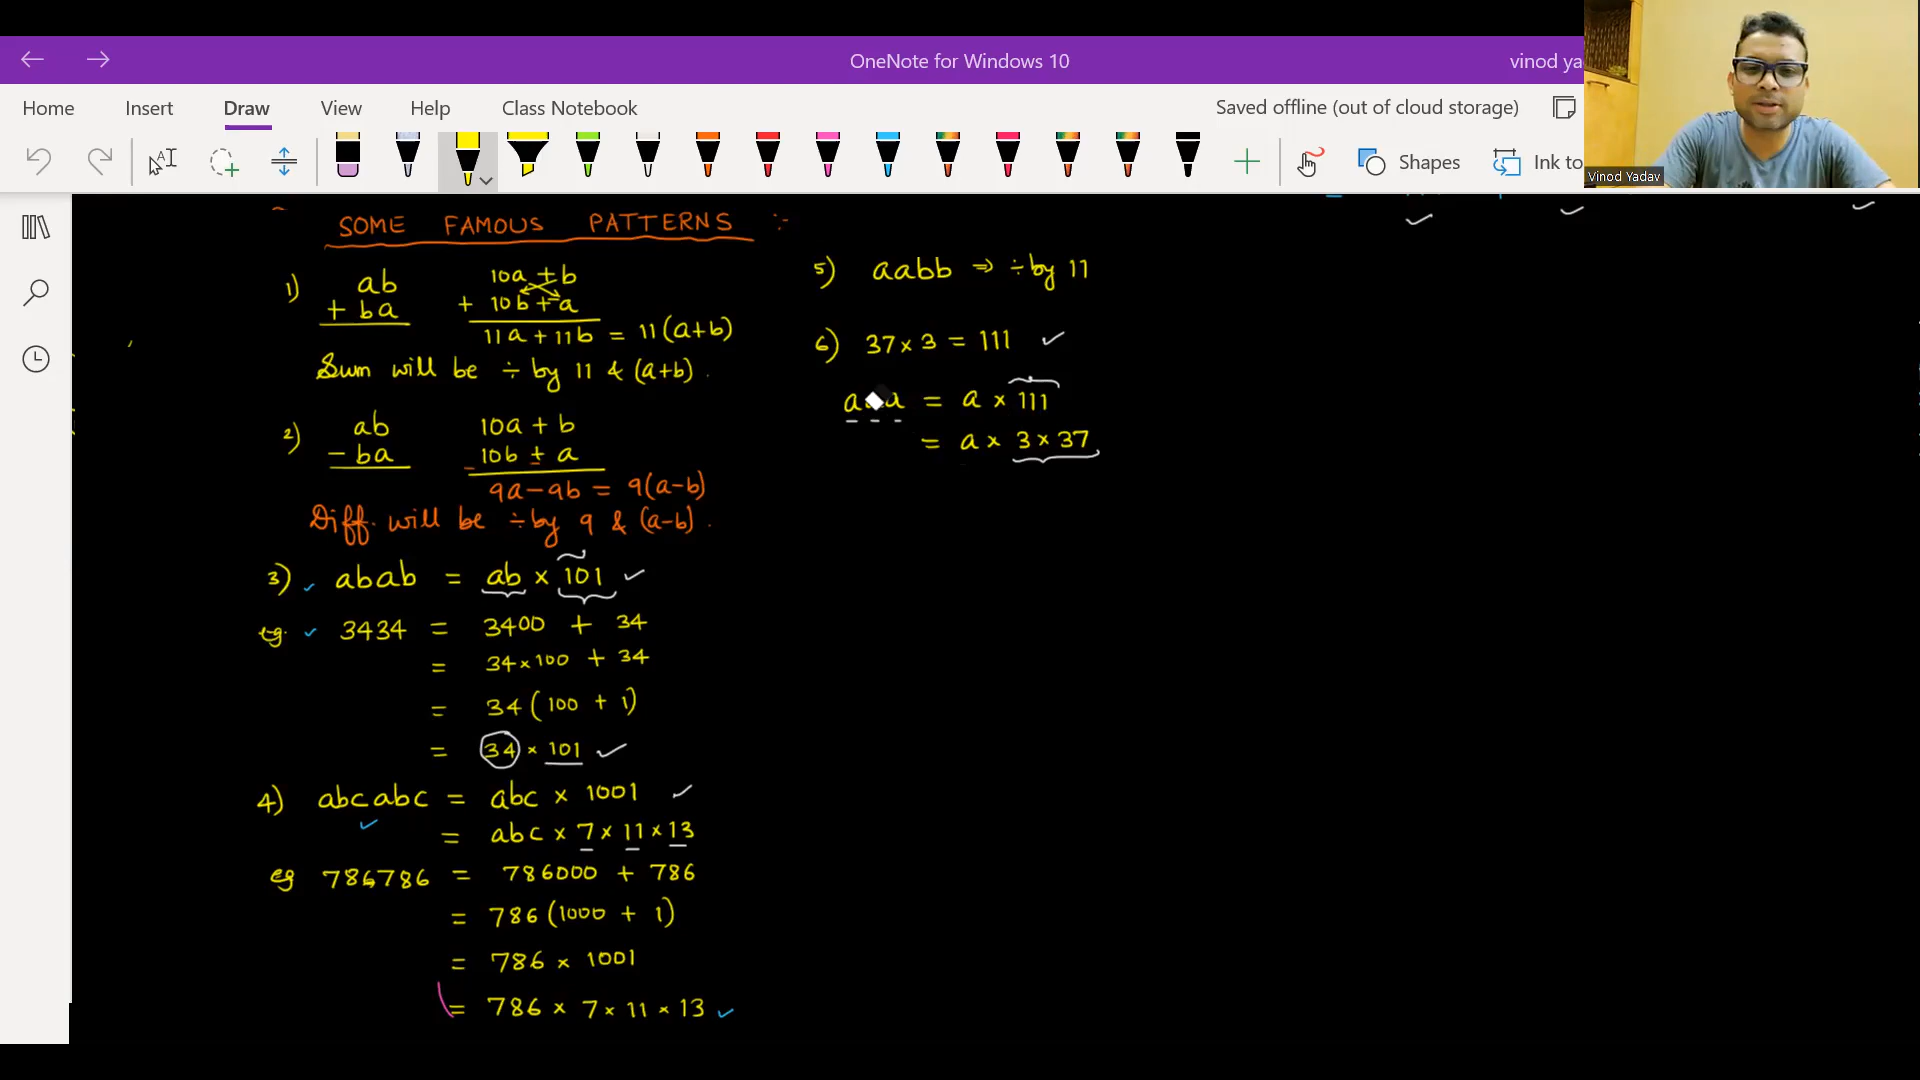 OneNote for Windows 10
vinod ya
Home Insert Draw View Help Class Notebook
Saved offline (out of cloud storage)
Shapes
Ink to
Vinod Yadav
SOME FAMOUS PATTERNS :-
1) ab
+ ba
10a + b
+ 10b + a
11a + 11b = 11(a+b)
Sum will be ÷ by 11 & (a+b).
2) ab
- ba
10a + b
- 10b ± a
9a - 9b = 9(a-b)
Diff. will be ÷ by 9 & (a-b).
3) abab = ab × 101
eg. 3434 = 3400 + 34
= 34×100 + 34
= 34(100 + 1)
= 34 × 101
4) abcabc = abc × 1001
= abc × 7 × 11 × 13
eg 786786 = 786000 + 786
= 786(1000 + 1)
= 786 × 1001
= 786 × 7 × 11 × 13
5) aabb ⇒ ÷ by 11
6) 37 × 3 = 111
aaa = a × 111
= a × 3 × 37